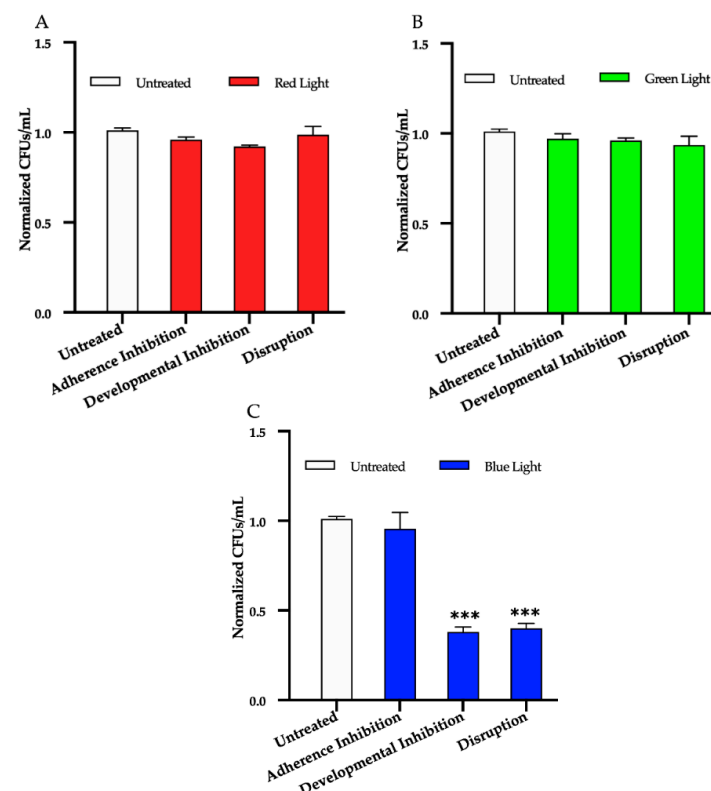 A
1.5
Untreated
Red Light
1.0
Normalized CFUs/mL
0.5
0.0
Untreated
Adherence Inhibition
Developmental Inhibition
Disruption
B
1.5
Untreated
Green Light
1.0
Normalized CFUs/mL
0.5
0.0
Untreated
Adherence Inhibition
Developmental Inhibition
Disruption
C
1.5
Untreated
Blue Light
1.0
Normalized CFUs/mL
0.5
***
***
0.0
Untreated
Adherence Inhibition
Developmental Inhibition
Disruption